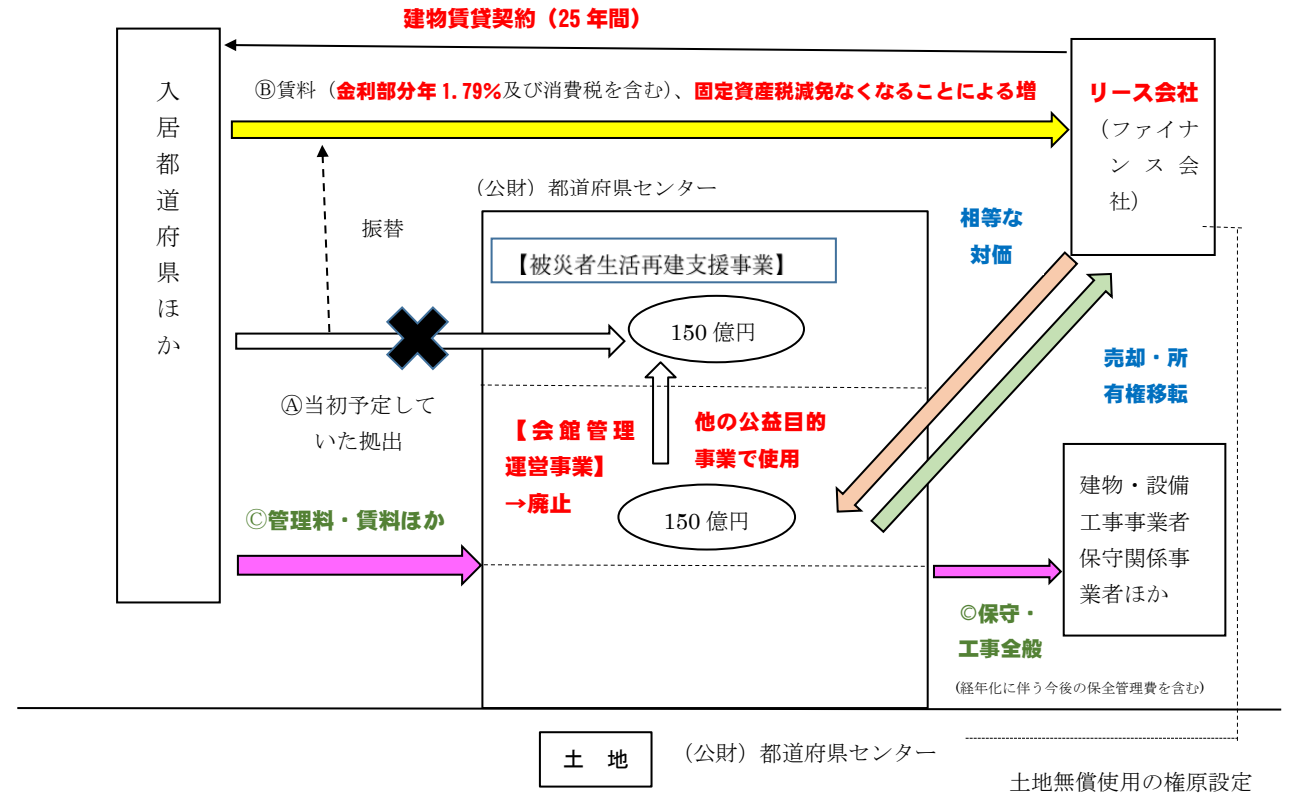 建物賃貸契約（25 年間）
入居都道府県ほか
Ⓑ賃料（金利部分年 1.79%及び消費税を含む）、固定資産税減免なくなることによる増
リース会社
（ファイナ
ンス会
社）
（公財）都道府県センター
振替
相等な
対価
【被災者生活再建支援事業】
150 億円
売却・所
有権移転
Ⓐ当初予定して
いた拠出
【会館管理
運営事業】
→廃止
他の公益目的
事業で使用
150 億円
建物・設備
工事事業者
保守関係事
業者ほか
Ⓒ管理料・賃料ほか
©保守・
工事全般
(経年化に伴う今後の保全管理費を含む)
土　地
（公財）都道府県センター
土地無償使用の権原設定